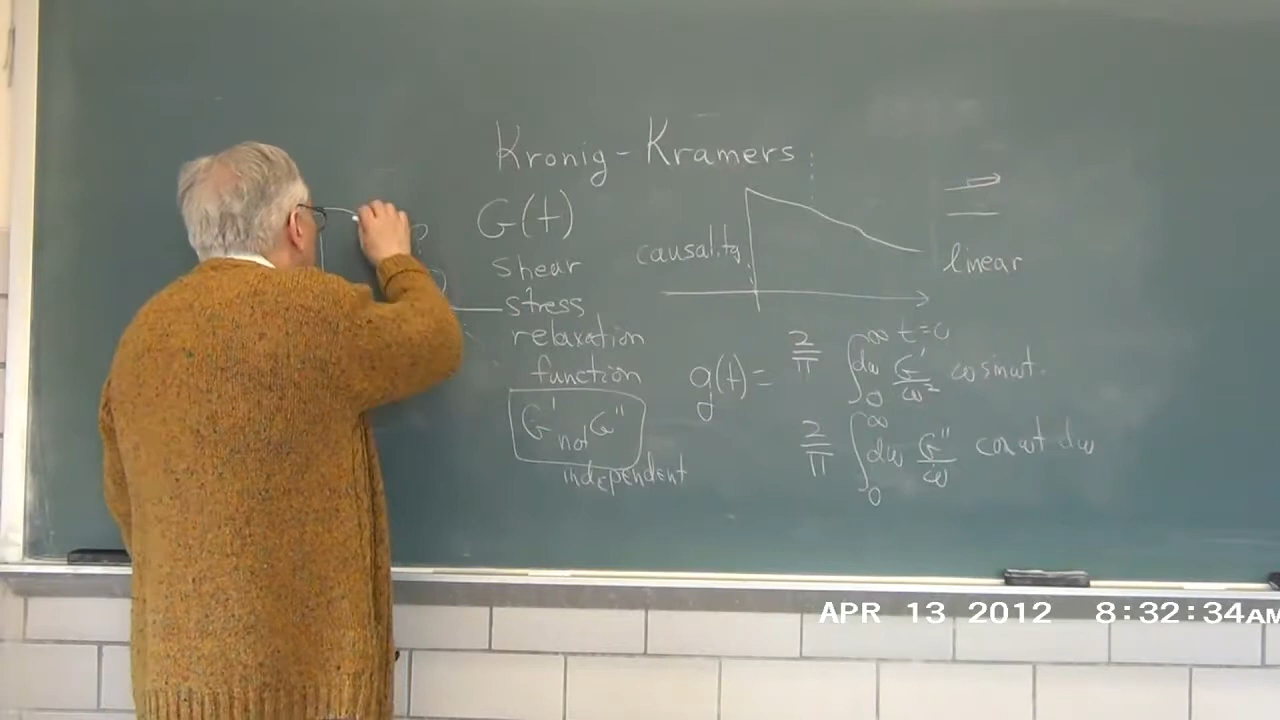 Kronig - Kramers
G(t)
shear
stress
relaxation
function
G' not G''
independent
causality
linear
t=0
g(t) = 2/π ∫₀^∞ dω G'/ω² ω sin ωt
2/π ∫₀^∞ dω G''/ω cos ωt dω
?
APR 13 2012 8:32:34AM